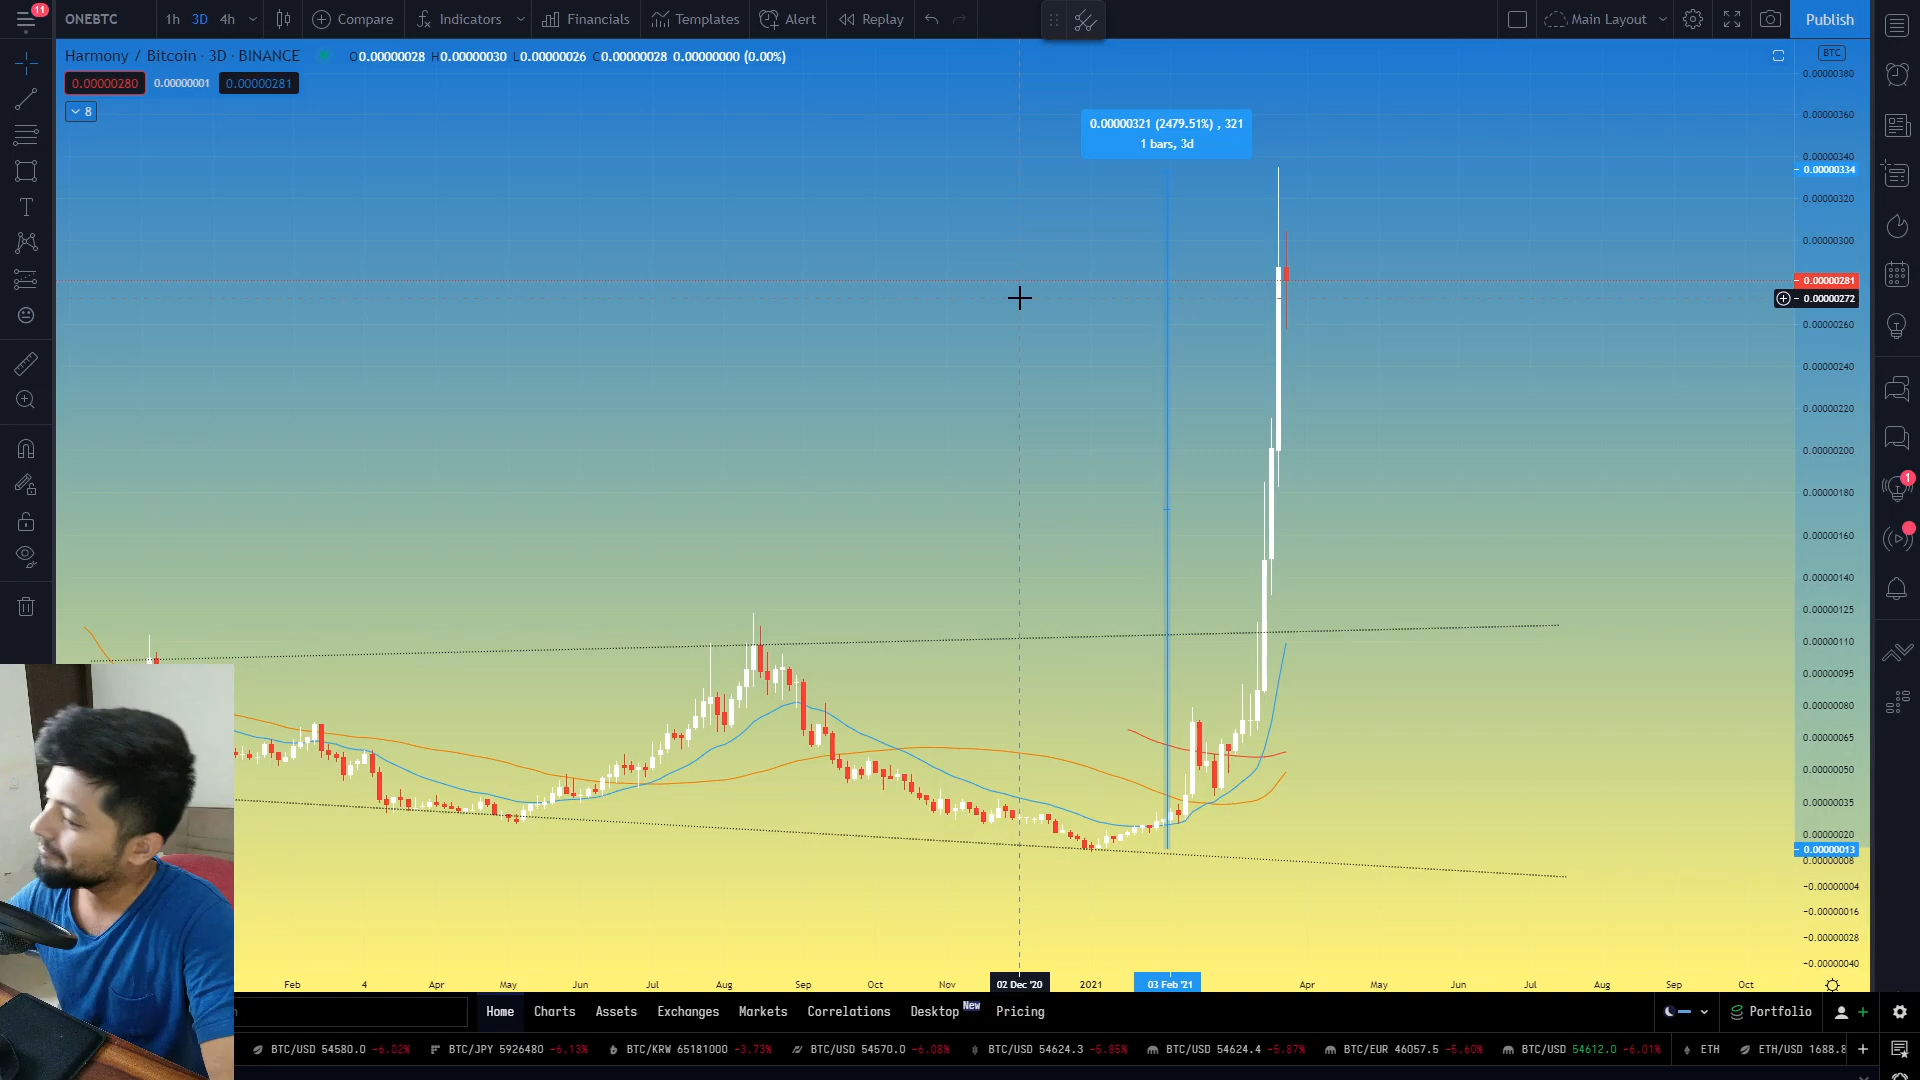 11
ONEBTC
1h 3D 4h
Compare
Indicators
Financials
Templates
Alert
Replay
Main Layout
Publish
Harmony / Bitcoin · 3D · BINANCE
O0.00000028 H0.00000030 L0.00000026 C0.00000028 0.00000000 (0.00%)
0.00000280 0.00000001 0.00000281
8
BTC
0.00000321 (2479.51%) , 321
1 bars, 3d
0.00000380
0.00000360
0.00000340
0.00000334
0.00000320
0.00000300
0.00000281
0.00000272
0.00000260
0.00000240
0.00000220
0.00000200
0.00000180
0.00000160
0.00000140
0.00000125
0.00000110
0.00000095
0.00000080
0.00000065
0.00000050
0.00000035
0.00000020
0.00000013
0.00000008
-0.00000004
-0.00000016
-0.00000028
-0.00000040
1
Feb 4 Apr May Jun Jul Aug Sep Oct Nov 02 Dec '20 2021 03 Feb '21 Apr May Jun Jul Aug Sep Oct
Home Charts Assets Exchanges Markets Correlations Desktop New Pricing
Portfolio
BTC/USD 54580.0 -6.02% BTC/JPY 5926480 -6.13% BTC/KRW 65181000 -3.73% BTC/USD 54570.0 -6.08% BTC/USD 54624.3 -5.85% BTC/USD 54624.4 -5.87% BTC/EUR 46057.5 -5.60% BTC/USD 54612.0 -6.01% ETH ETH/USD 1688.8